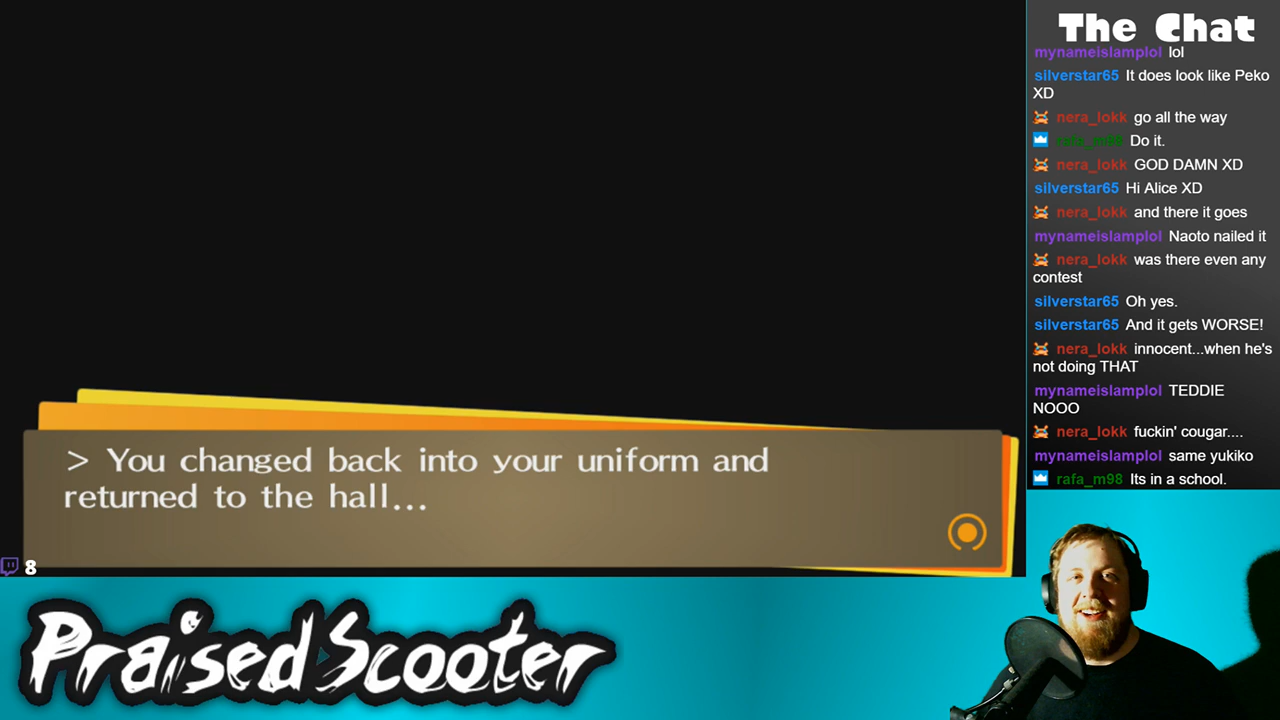 The Chat
mynameislamplol lol
silverstar65 It does look like Peko
XD
nera_lokk go all the way
rafa_m98 Do it.
nera_lokk GOD DAMN XD
silverstar65 Hi Alice XD
nera_lokk and there it goes
mynameislamplol Naoto nailed it
nera_lokk was there even any
contest
silverstar65 Oh yes.
silverstar65 And it gets WORSE!
nera_lokk innocent...when he's
not doing THAT
mynameislamplol TEDDIE
NOOO
nera_lokk fuckin' cougar....
mynameislamplol same yukiko
rafa_m98 Its in a school.
> You changed back into your uniform and
returned to the hall...
8
PraisedScooter